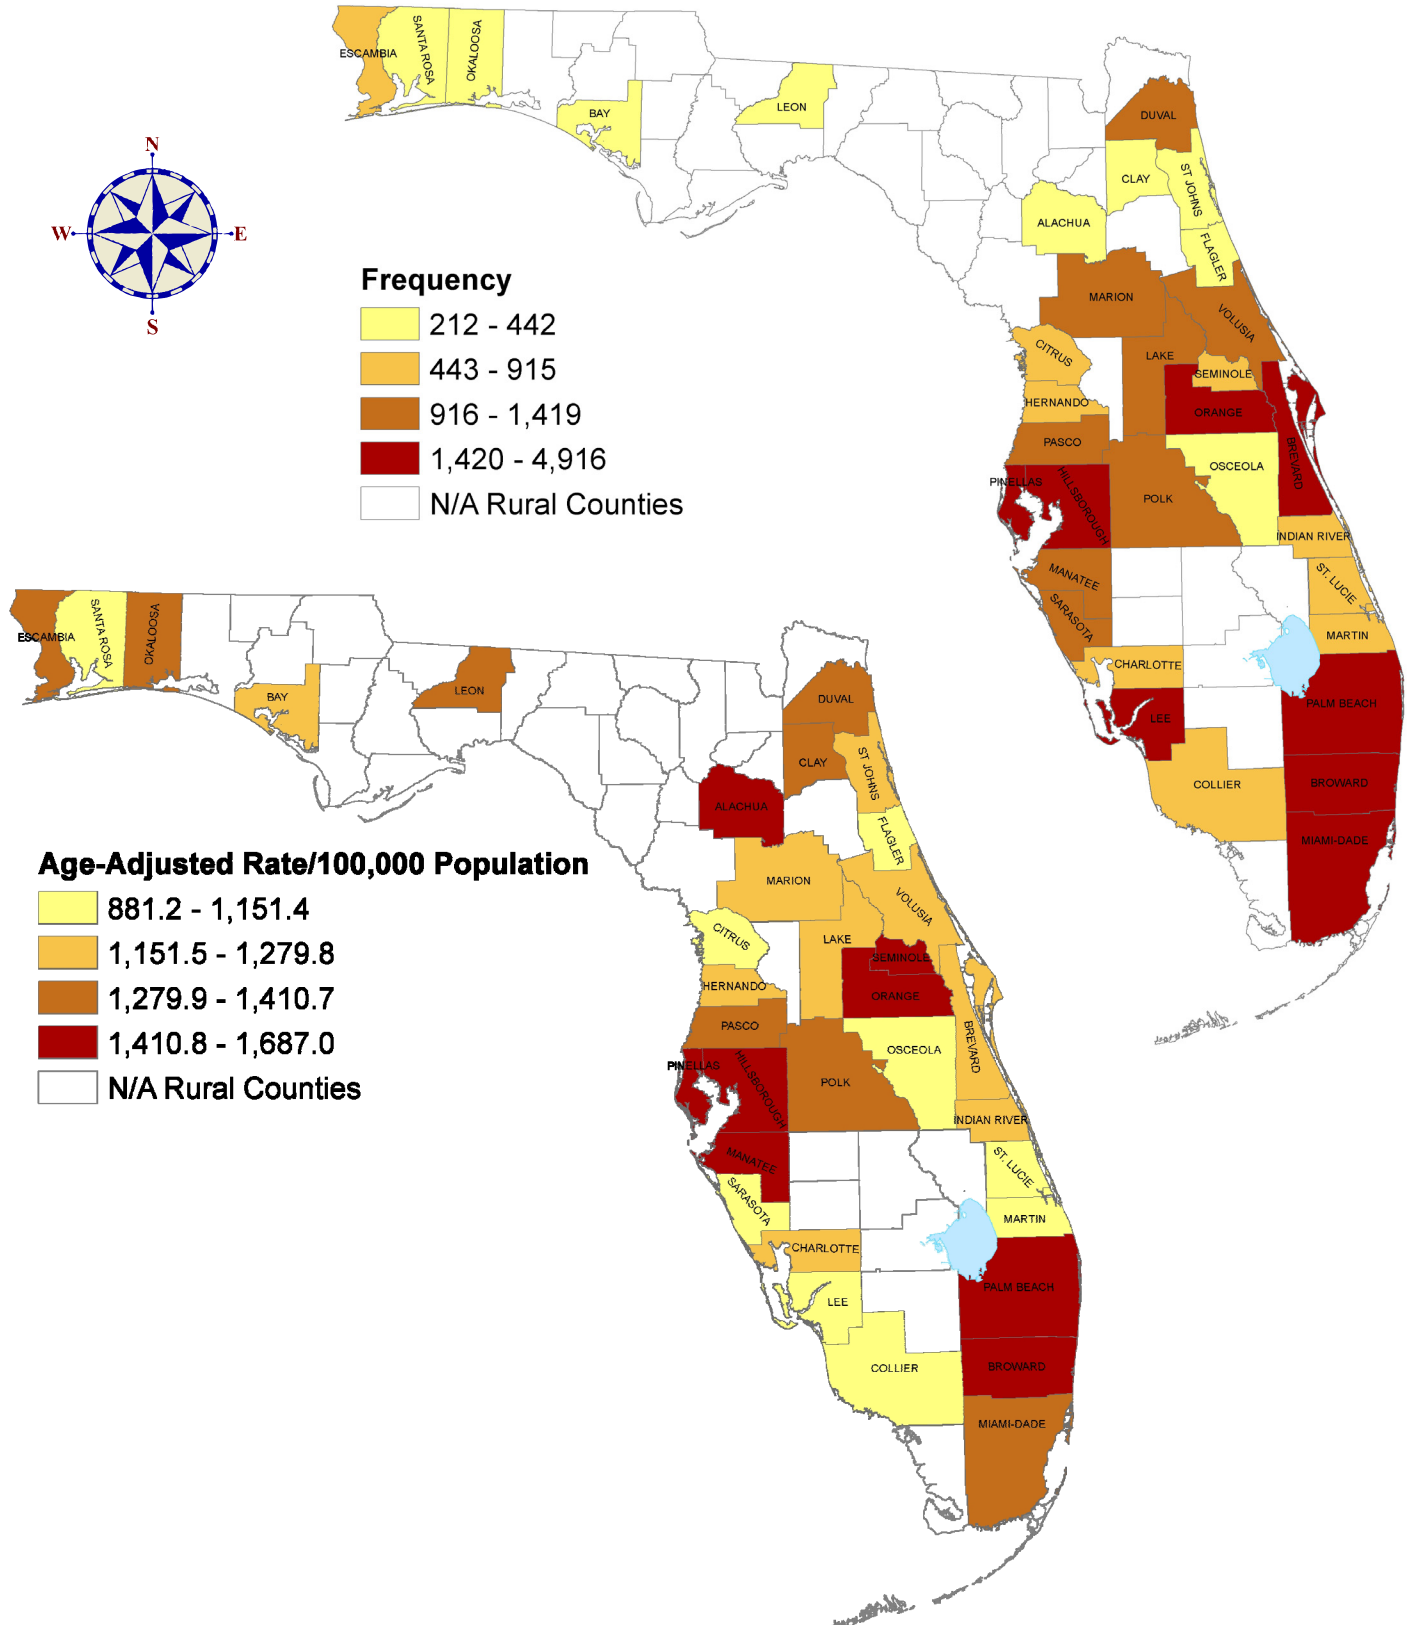 ESCAMBIA
SANTA ROSA
OKALOOSA
BAY
LEON
DUVAL
CLAY
ST JOHNS
ALACHUA
FLAGLER
MARION
VOLUSIA
CITRUS
LAKE
SEMINOLE
HERNANDO
ORANGE
PASCO
BREVARD
OSCEOLA
PINELLAS
HILLSBOROUGH
POLK
INDIAN RIVER
MANATEE
ST. LUCIE
SARASOTA
MARTIN
CHARLOTTE
PALM BEACH
LEE
COLLIER
BROWARD
MIAMI-DADE
N
W
E
S
Frequency
212 - 442
443 - 915
916 - 1,419
1,420 - 4,916
N/A Rural Counties
ESCAMBIA
SANTA ROSA
OKALOOSA
BAY
LEON
DUVAL
CLAY
ST JOHNS
ALACHUA
FLAGLER
MARION
VOLUSIA
CITRUS
LAKE
SEMINOLE
HERNANDO
ORANGE
PASCO
BREVARD
OSCEOLA
PINELLAS
HILLSBOROUGH
POLK
INDIAN RIVER
MANATEE
ST. LUCIE
SARASOTA
MARTIN
CHARLOTTE
PALM BEACH
LEE
COLLIER
BROWARD
MIAMI-DADE
Age-Adjusted Rate/100,000 Population
881.2 - 1,151.4
1,151.5 - 1,279.8
1,279.9 - 1,410.7
1,410.8 - 1,687.0
N/A Rural Counties